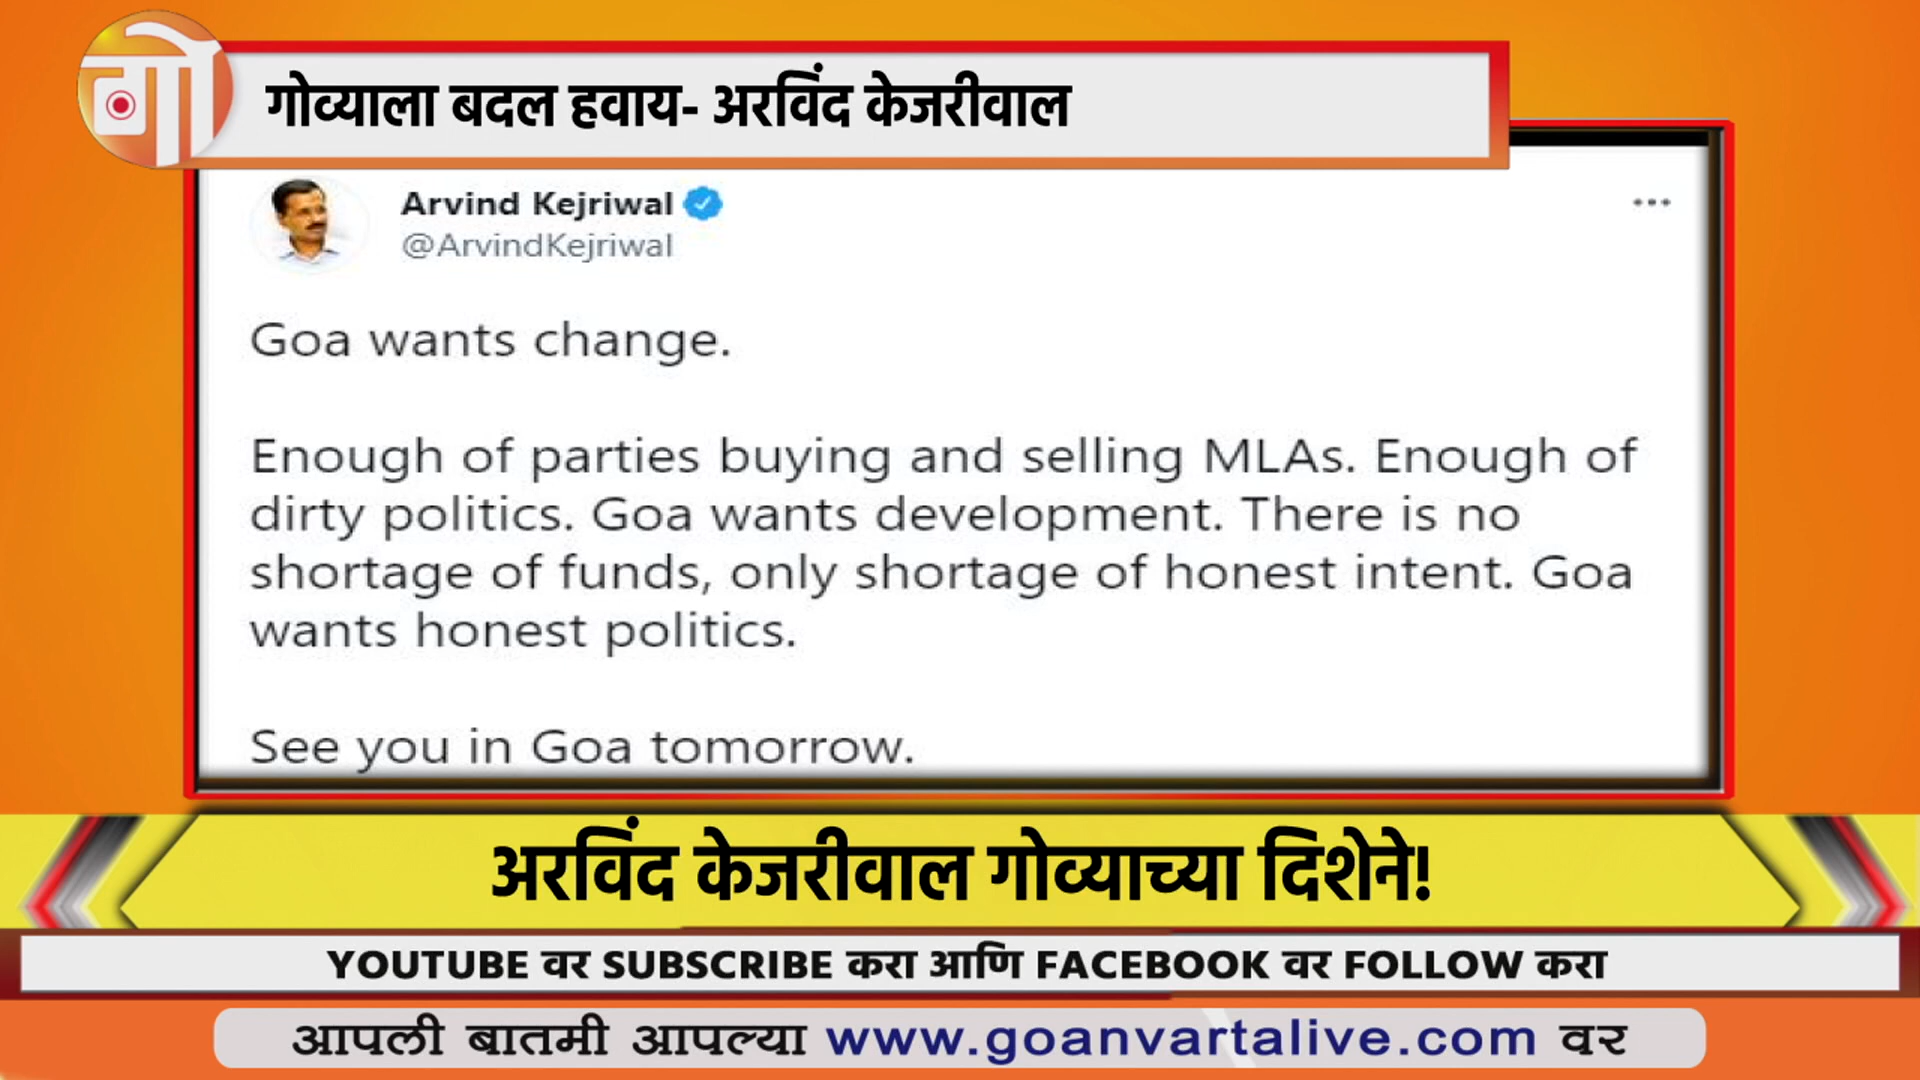 गो
गोव्याला बदल हवाय- अरविंद केजरीवाल
Arvind Kejriwal
@ArvindKejriwal
Goa wants change.
Enough of parties buying and selling MLAs. Enough of
dirty politics. Goa wants development. There is no
shortage of funds, only shortage of honest intent. Goa
wants honest politics.
See you in Goa tomorrow.
अरविंद केजरीवाल गोव्याच्या दिशेने!
YOUTUBE वर SUBSCRIBE करा आणि FACEBOOK वर FOLLOW करा
आपली बातमी आपल्या www.goanvartalive.com वर